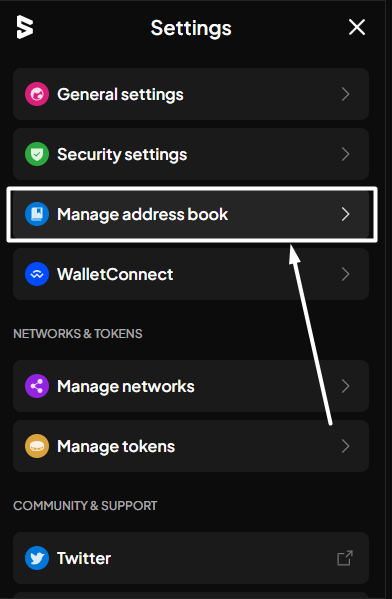 Settings
General settings
Security settings
Manage address book
WalletConnect
NETWORKS & TOKENS
Manage networks
Manage tokens
COMMUNITY & SUPPORT
Twitter